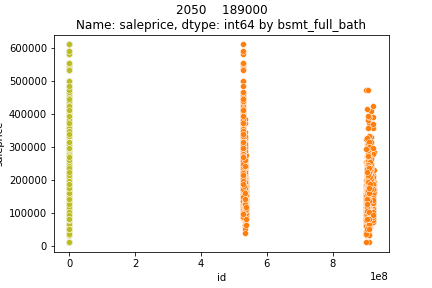 2050    189000
Name: saleprice, dtype: int64 by bsmt_full_bath
600000
500000
400000
300000
200000
100000
0
saleprice
0 2 4 6 8
1e8
id